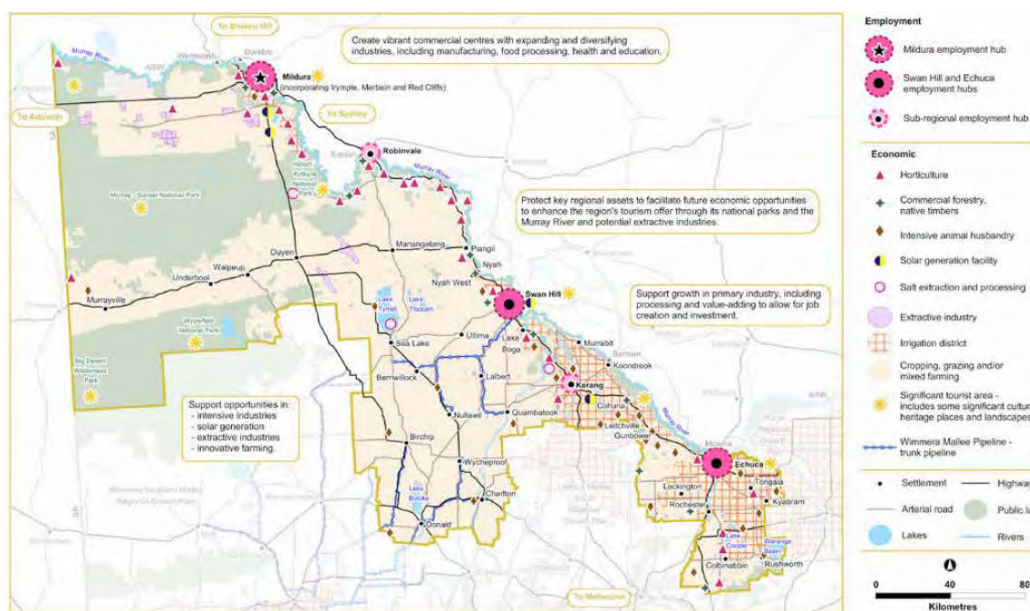 To Broken Hill
Create vibrant commercial centres with expanding and diversifying
industries, including manufacturing, food processing, health and education.
Murray River
NSW
Wentworth
Mildura
(incorporating Irymple, Merbein and Red Cliffs)
To Adelaide
To Sydney
Robinvale
Murray River
Hattah
Kulkyne
National
Park
Murray - Sunset National Park
Protect key regional assets to facilitate future economic opportunities
to enhance the region's tourism offer through its national parks and the
Murray River and potential extractive industries.
Ouyen
Manangatang
Piangil
Nyah
Nyah West
Walpeup
Underbool
Murrayville
Swan Hill
Support growth in primary industry, including
processing and value-adding to allow for job
creation and investment.
Lake
Tyrrell
Sea Lake
Ultima
Lake
Boga
Murrabit
Wyperfeld
National Park
Big Desert
Wilderness
Park
Koondrook
Berriwillock
Lalbert
Kerang
Support opportunities in:
- intensive industries
- solar generation
- extractive industries
- innovative farming.
Nullawil
Quambatook
Cohuna
Leitchville
Gunbower
Murray River
Birchip
Moama
Wycheproof
Echuca
Lockington
Tongala
Kyabram
Rochester
Charlton
Donald
Lake
Cooper
Colbinabbin
Rushworth
To Melbourne
Employment
Mildura employment hub
Swan Hill and Echuca
employment hubs
Sub-regional employment hub
Economic
Horticulture
Commercial forestry,
native timbers
Intensive animal husbandry
Solar generation facility
Salt extraction and processing
Extractive industry
Irrigation district
Cropping, grazing and/or
mixed farming
Significant tourist area -
includes some significant cultur
heritage places and landscapes
Wimmera Mallee Pipeline -
trunk pipeline
Settlement
Highway
Arterial road
Public la
Lakes
Rivers
0 40 80
Kilometres